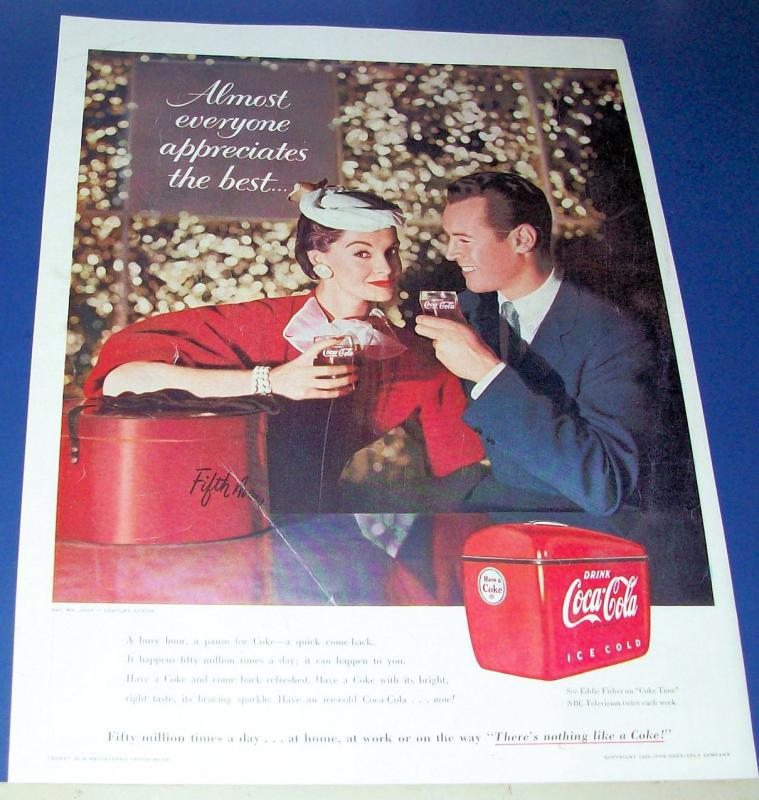 Almost
everyone
appreciates
the best...
Coca-Cola
Coca-Cola
Fifth Ave.
DRINK
Coca-Cola
ICE COLD
Have a
Coke
A busy hour, a pause for Coke—a quick come-back.
It happens fifty million times a day; it can happen to you.
Have a Coke and come back refreshed. Have a Coke with its bright,
right taste, its bracing sparkle. Have an ice-cold Coca-Cola . . . now!
See Eddie Fisher on "Coke Time"
NBC Television twice each week
Fifty million times a day . . . at home, at work or on the way "There's nothing like a Coke!"
"COKE" IS A REGISTERED TRADE-MARK.
THE COCA-COLA COMPANY